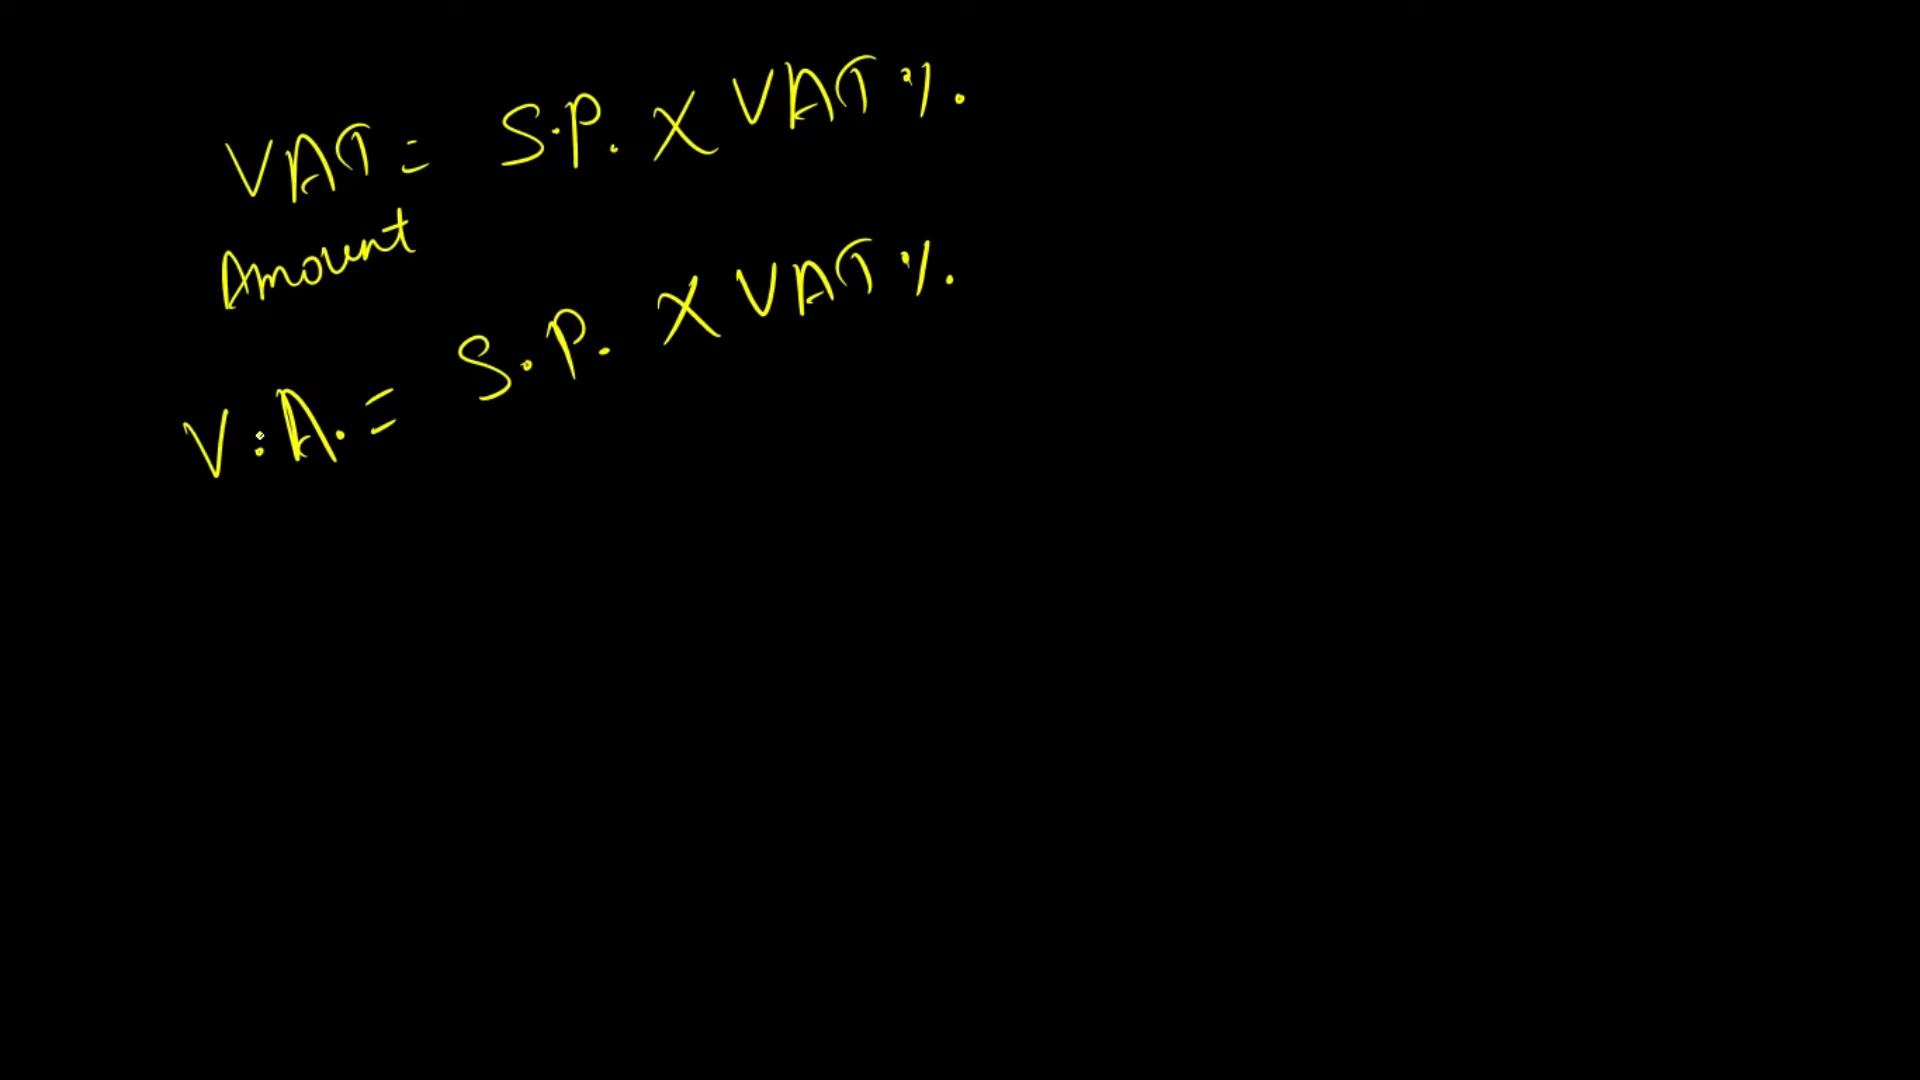 VAT = S.P. X VAT %.
Amount
V.A. = S.P. X VAT %.